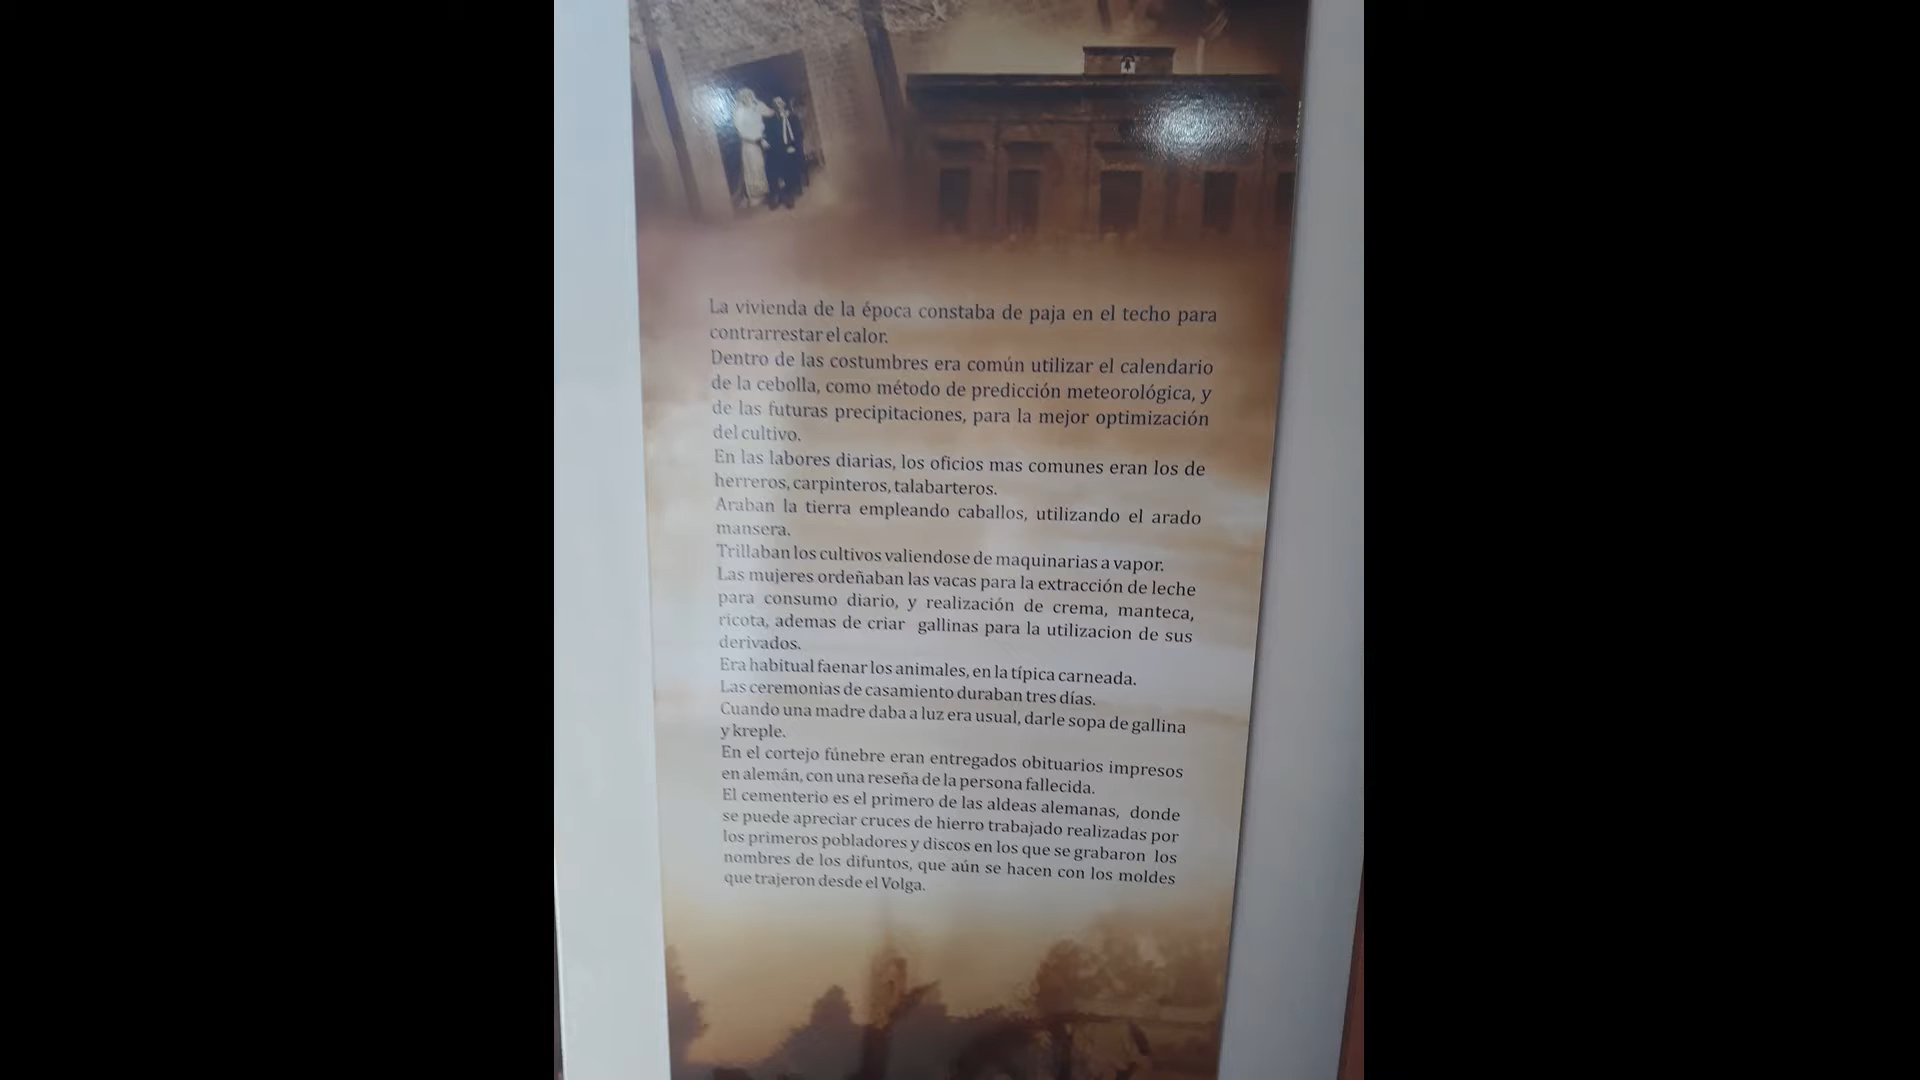 La vivienda de la época constaba de paja en el techo para
contrarrestar el calor.
Dentro de las costumbres era común utilizar el calendario
de la cebolla, como método de predicción meteorológica, y
de las futuras precipitaciones, para la mejor optimización
del cultivo.
En las labores diarias, los oficios mas comunes eran los de
herreros, carpinteros, talabarteros.
Araban la tierra empleando caballos, utilizando el arado
mansera.
Trillaban los cultivos valiendose de maquinarias a vapor.
Las mujeres ordeñaban las vacas para la extracción de leche
para consumo diario, y realización de crema, manteca,
ricota, ademas de criar gallinas para la utilizacion de sus
derivados.
Era habitual faenar los animales, en la típica carneada.
Las ceremonias de casamiento duraban tres días.
Cuando una madre daba a luz era usual, darle sopa de gallina
y kreple.
En el cortejo fúnebre eran entregados obituarios impresos
en alemán, con una reseña de la persona fallecida.
El cementerio es el primero de las aldeas alemanas, donde
se puede apreciar cruces de hierro trabajado realizadas por
los primeros pobladores y discos en los que se grabaron los
nombres de los difuntos, que aún se hacen con los moldes
que trajeron desde el Volga.